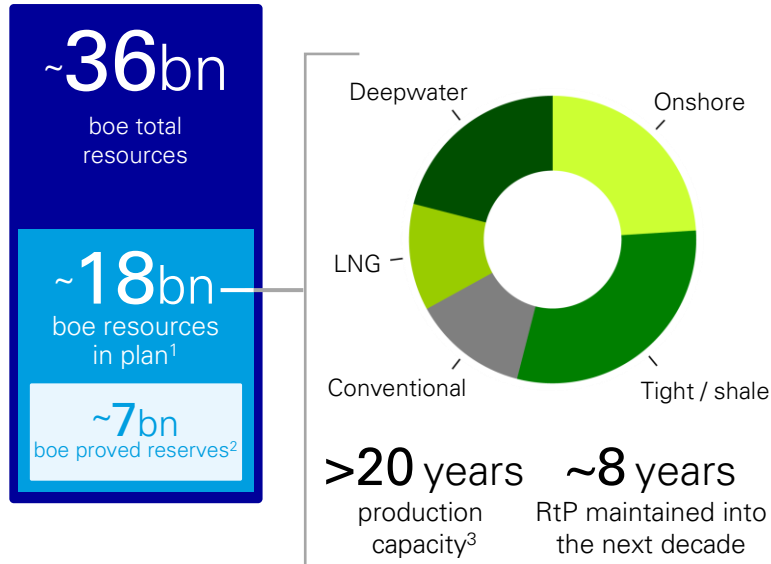 ~36bn
boe total
resources
~18bn
boe resources
in plan¹
~7bn
boe proved reserves²
Deepwater
Onshore
LNG
Conventional
Tight / shale
>20 years
production
capacity³
~8 years
RtP maintained into
the next decade